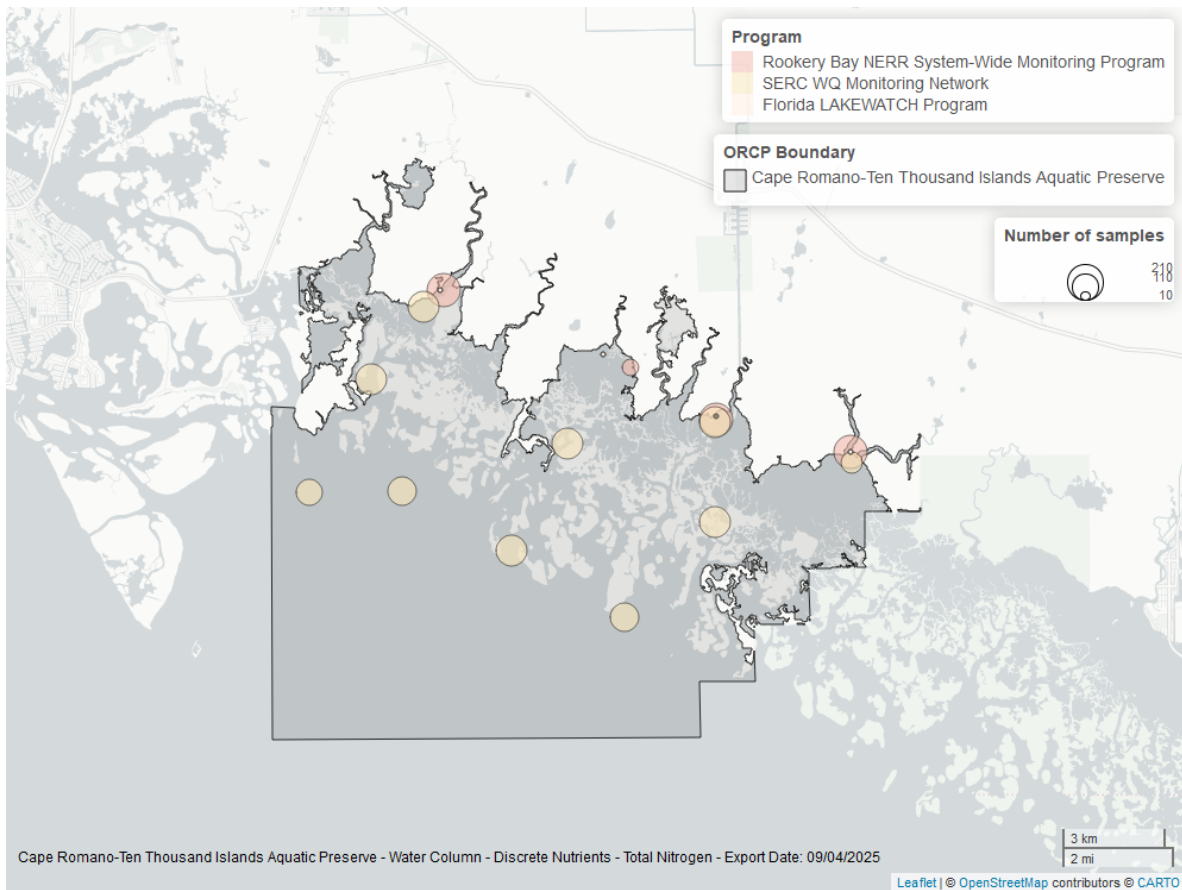 Program
Rookery Bay NERR System-Wide Monitoring Program
SERC WQ Monitoring Network
Florida LAKEWATCH Program
ORCP Boundary
Cape Romano-Ten Thousand Islands Aquatic Preserve
Number of samples
210
110
10
3 km
2 mi
Cape Romano-Ten Thousand Islands Aquatic Preserve - Water Column - Discrete Nutrients - Total Nitrogen - Export Date: 09/04/2025
Leaflet | © OpenStreetMap contributors © CARTO